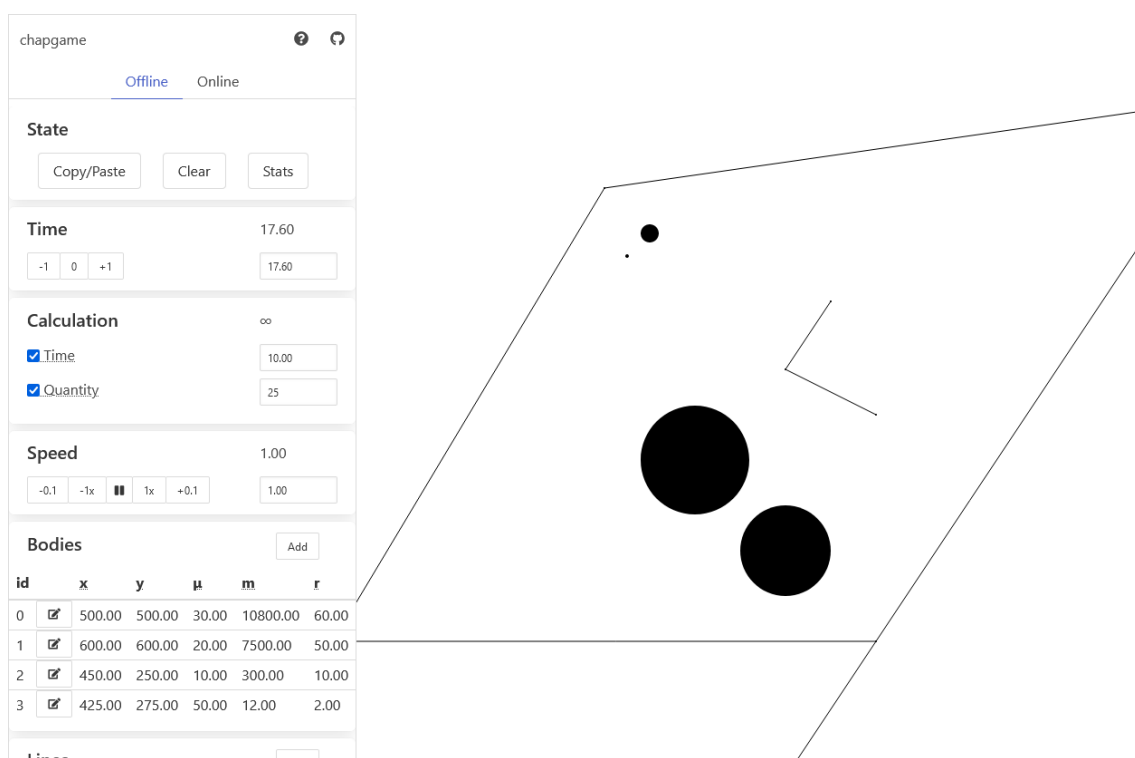 chapgame
Offline Online
State
Copy/Paste Clear Stats
Time 17.60
-1 0 +1 17.60
Calculation ∞
Time 10.00
Quantity 25
Speed 1.00
-0.1 -1x 1x +0.1 1.00
Bodies Add
id x y μ m r
0 500.00 500.00 30.00 10800.00 60.00
1 600.00 600.00 20.00 7500.00 50.00
2 450.00 250.00 10.00 300.00 10.00
3 425.00 275.00 50.00 12.00 2.00